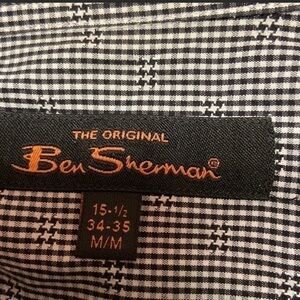 THE ORIGINAL
Ben Sherman®
15-1/2
34-35
M/M